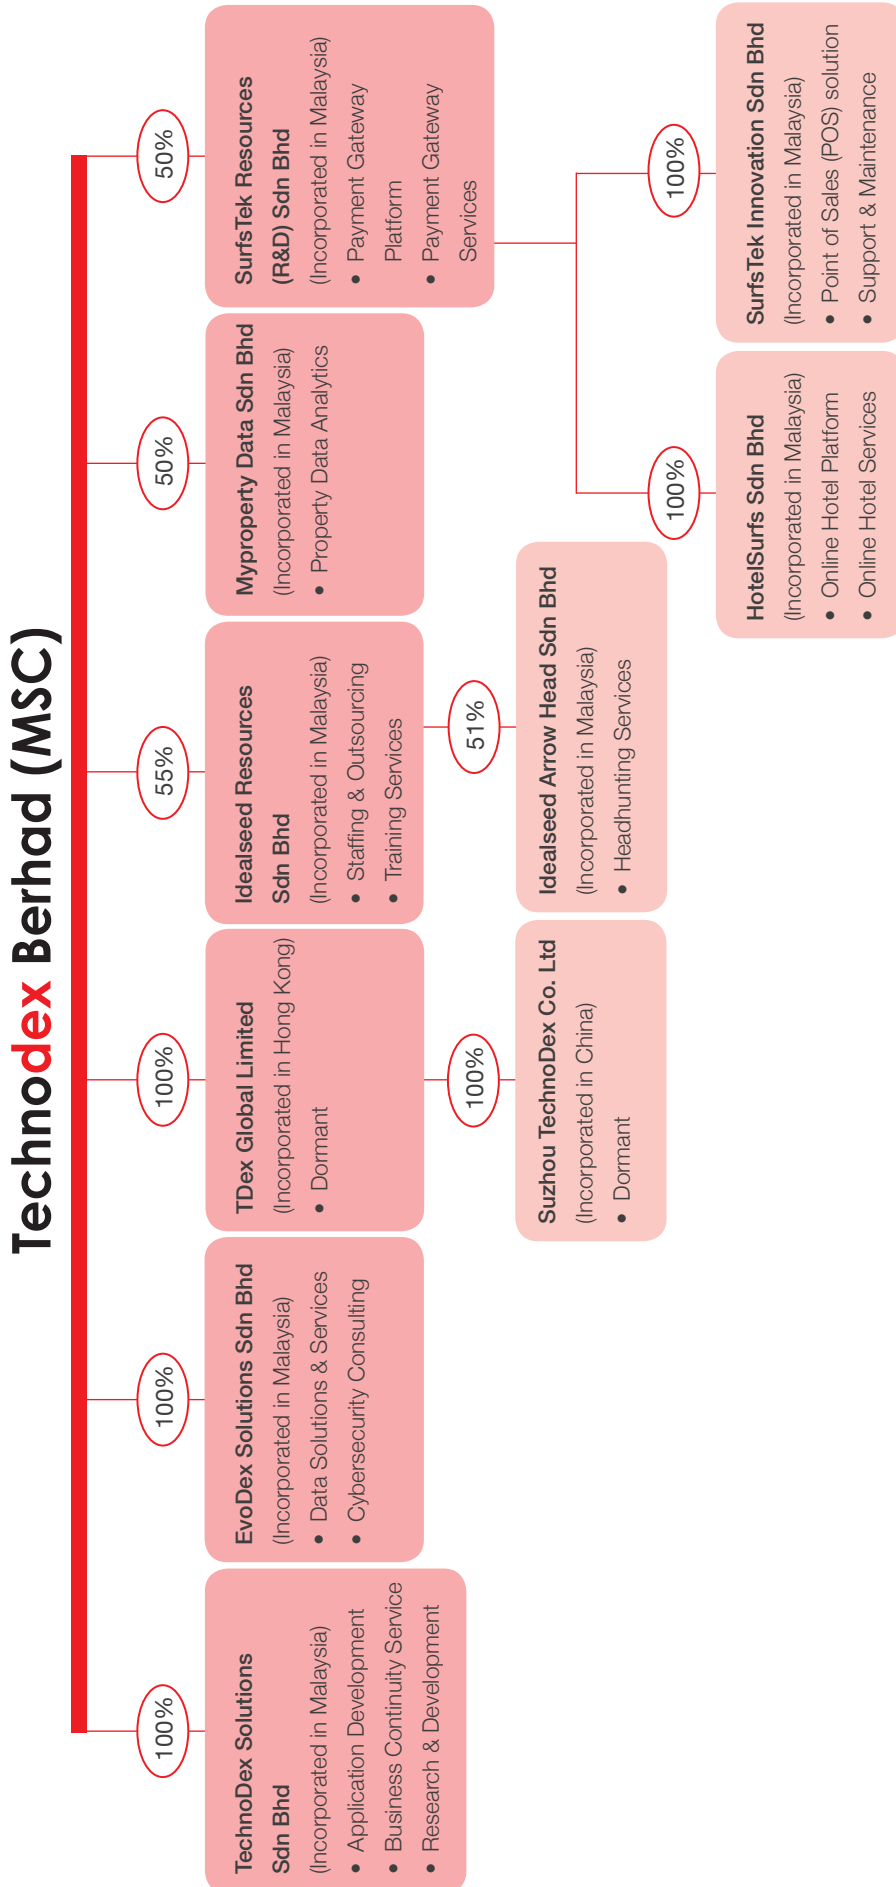 Technodex Berhad (MSC)
100%
100%
100%
55%
50%
50%
TechnoDex Solutions
Sdn Bhd
(Incorporated in Malaysia)
• Application Development
• Business Continuity Service
• Research & Development
EvoDex Solutions Sdn Bhd
(Incorporated in Malaysia)
• Data Solutions & Services
• Cybersecurity Consulting
TDex Global Limited
(Incorporated in Hong Kong)
• Dormant
Idealseed Resources
Sdn Bhd
(Incorporated in Malaysia)
• Staffing & Outsourcing
• Training Services
Myproperty Data Sdn Bhd
(Incorporated in Malaysia)
• Property Data Analytics
SurfsTek Resources
(R&D) Sdn Bhd
(Incorporated in Malaysia)
• Payment Gateway
Platform
• Payment Gateway
Services
100%
51%
Suzhou TechnoDex Co. Ltd
(Incorporated in China)
• Dormant
Idealseed Arrow Head Sdn Bhd
(Incorporated in Malaysia)
• Headhunting Services
100%
100%
HotelSurfs Sdn Bhd
(Incorporated in Malaysia)
• Online Hotel Platform
• Online Hotel Services
SurfsTek Innovation Sdn Bhd
(Incorporated in Malaysia)
• Point of Sales (POS) solution
• Support & Maintenance